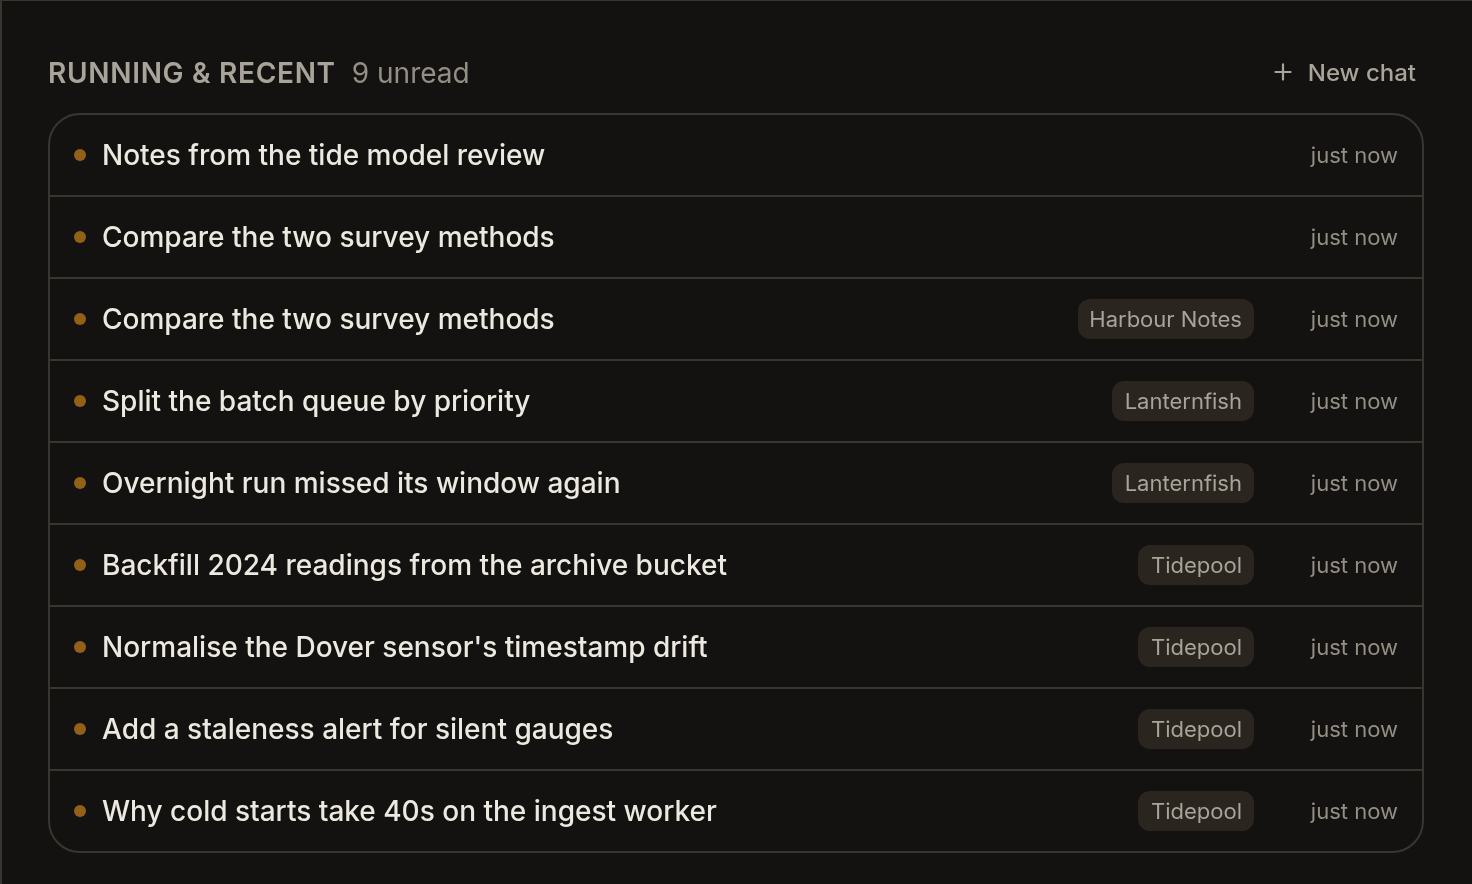 RUNNING & RECENT 9 unread + New chat
Notes from the tide model review just now
Compare the two survey methods just now
Compare the two survey methods Harbour Notes just now
Split the batch queue by priority Lanternfish just now
Overnight run missed its window again Lanternfish just now
Backfill 2024 readings from the archive bucket Tidepool just now
Normalise the Dover sensor's timestamp drift Tidepool just now
Add a staleness alert for silent gauges Tidepool just now
Why cold starts take 40s on the ingest worker Tidepool just now